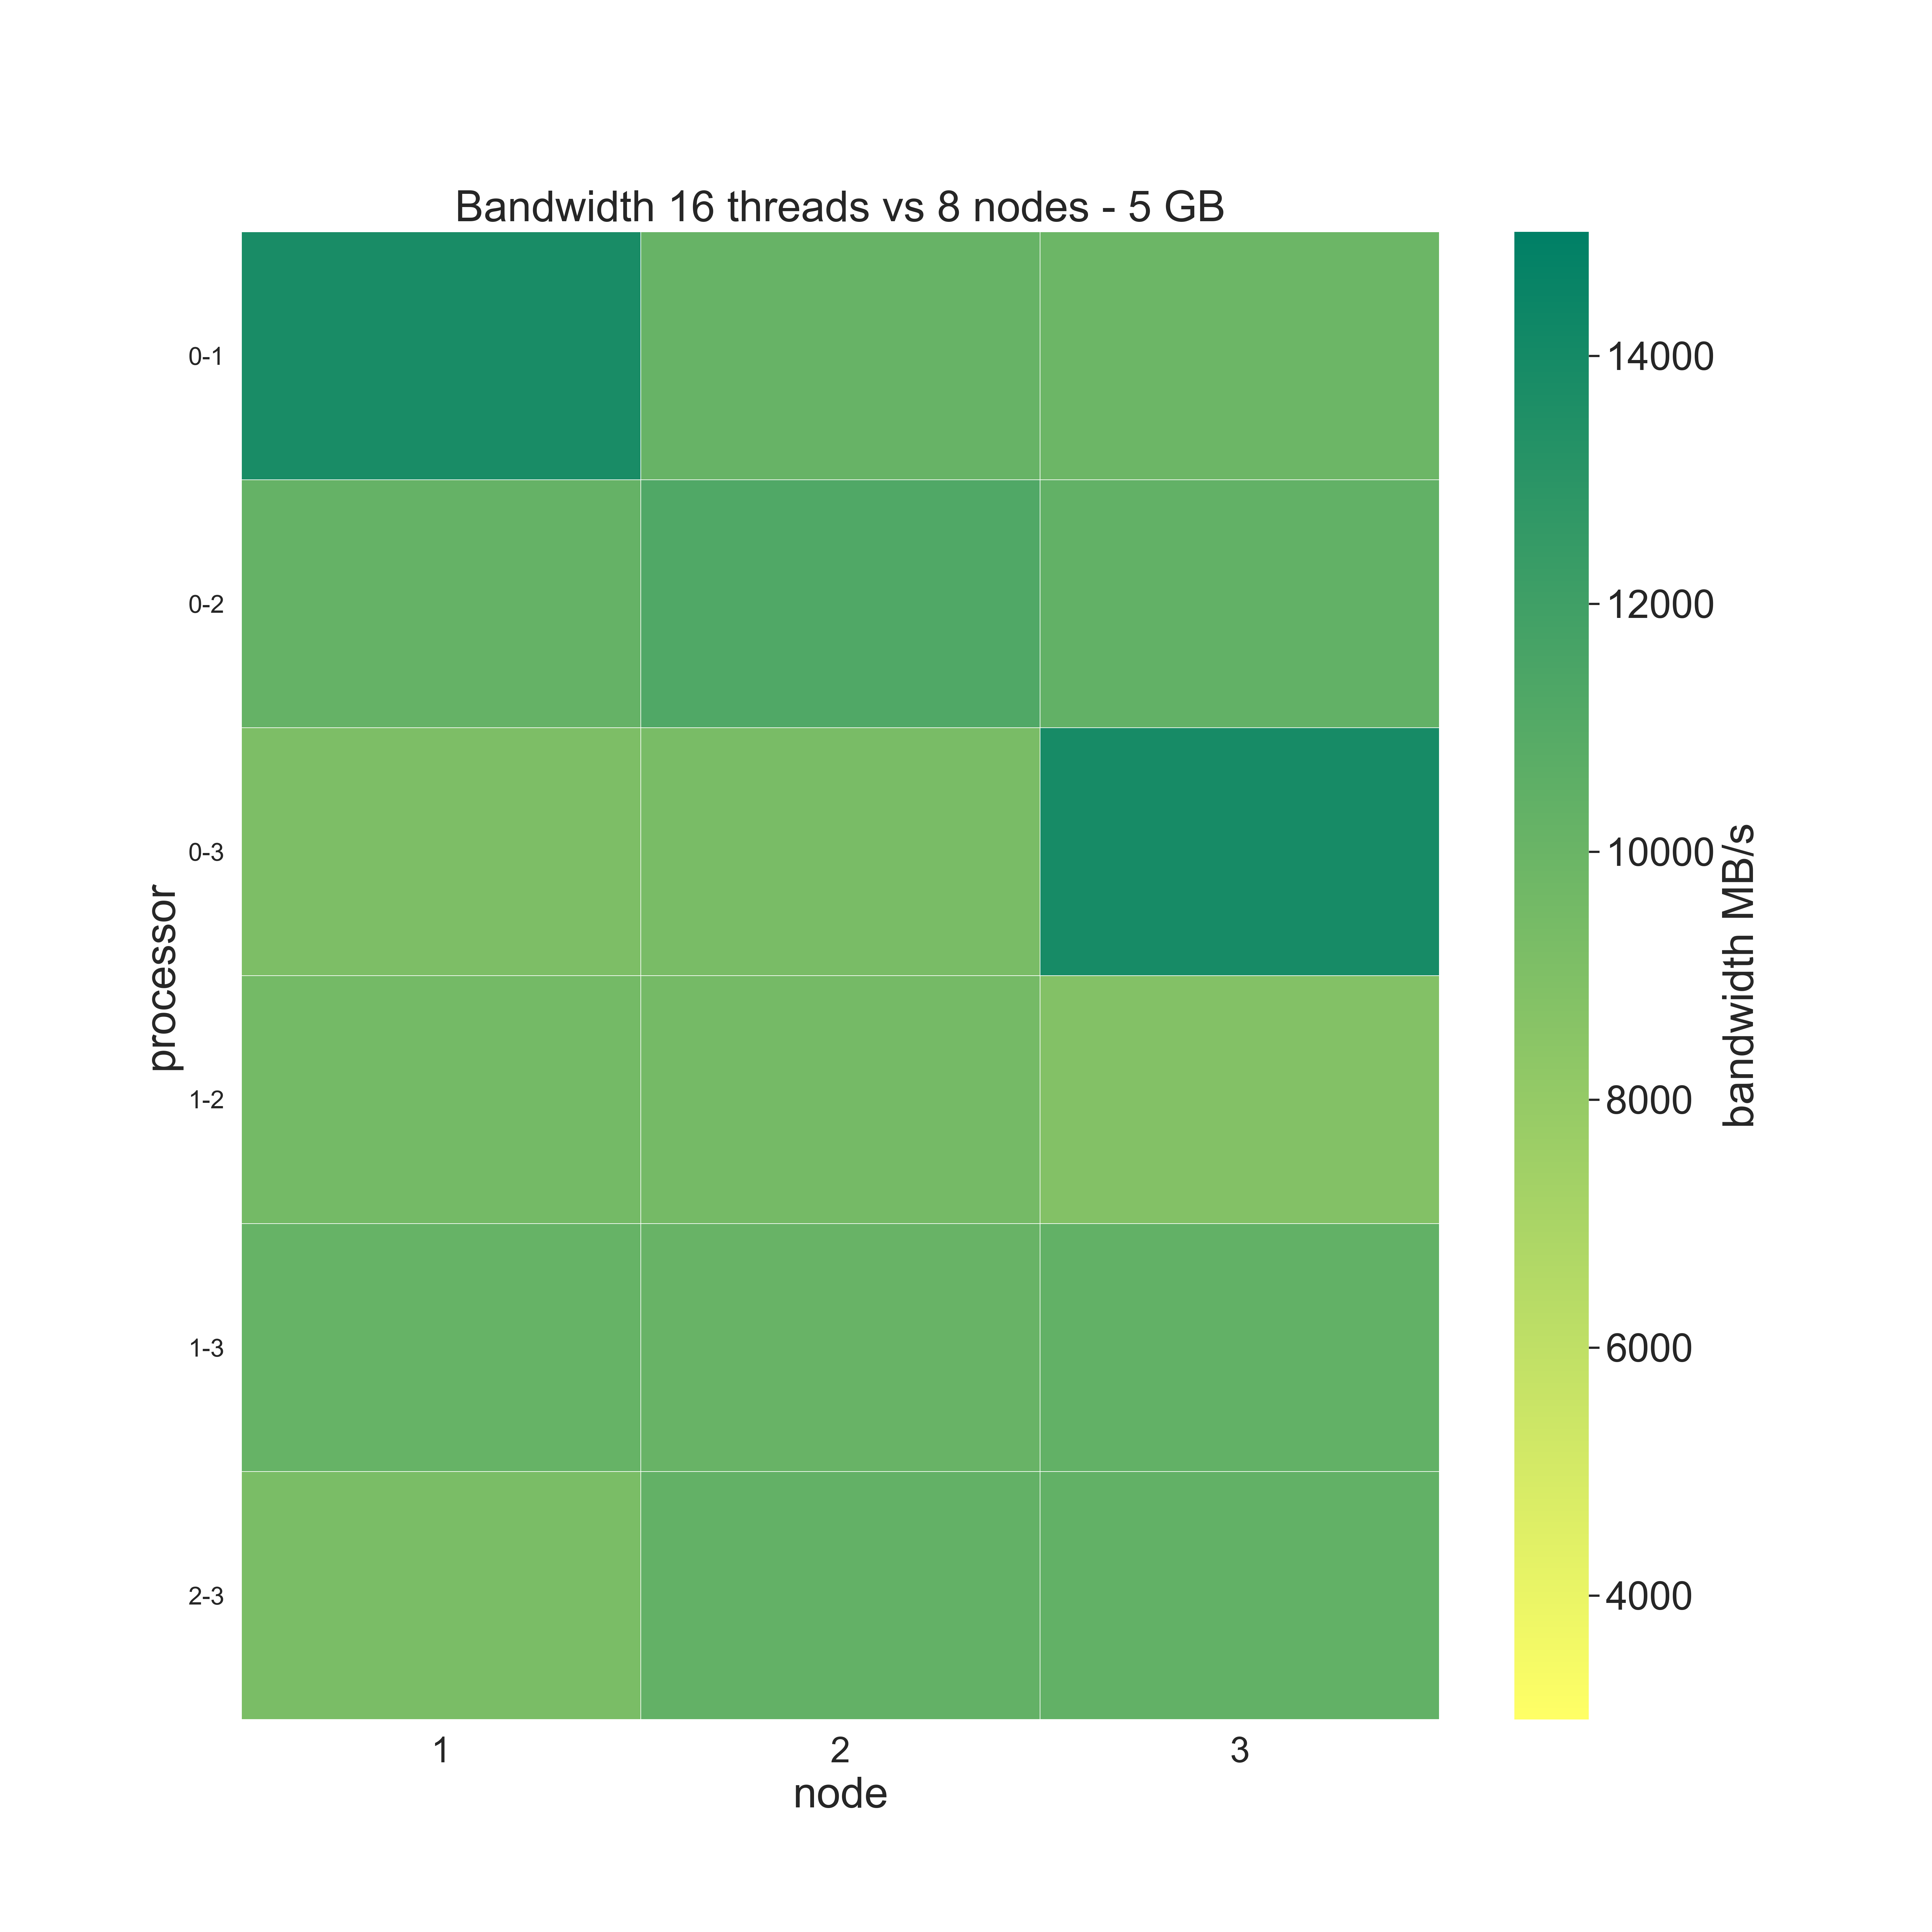 Bandwidth 16 threads vs 8 nodes - 5 GB
processor
0-1
0-2
0-3
1-2
1-3
2-3
1 2 3
node
14000
12000
10000
8000
6000
4000
bandwidth MB/s